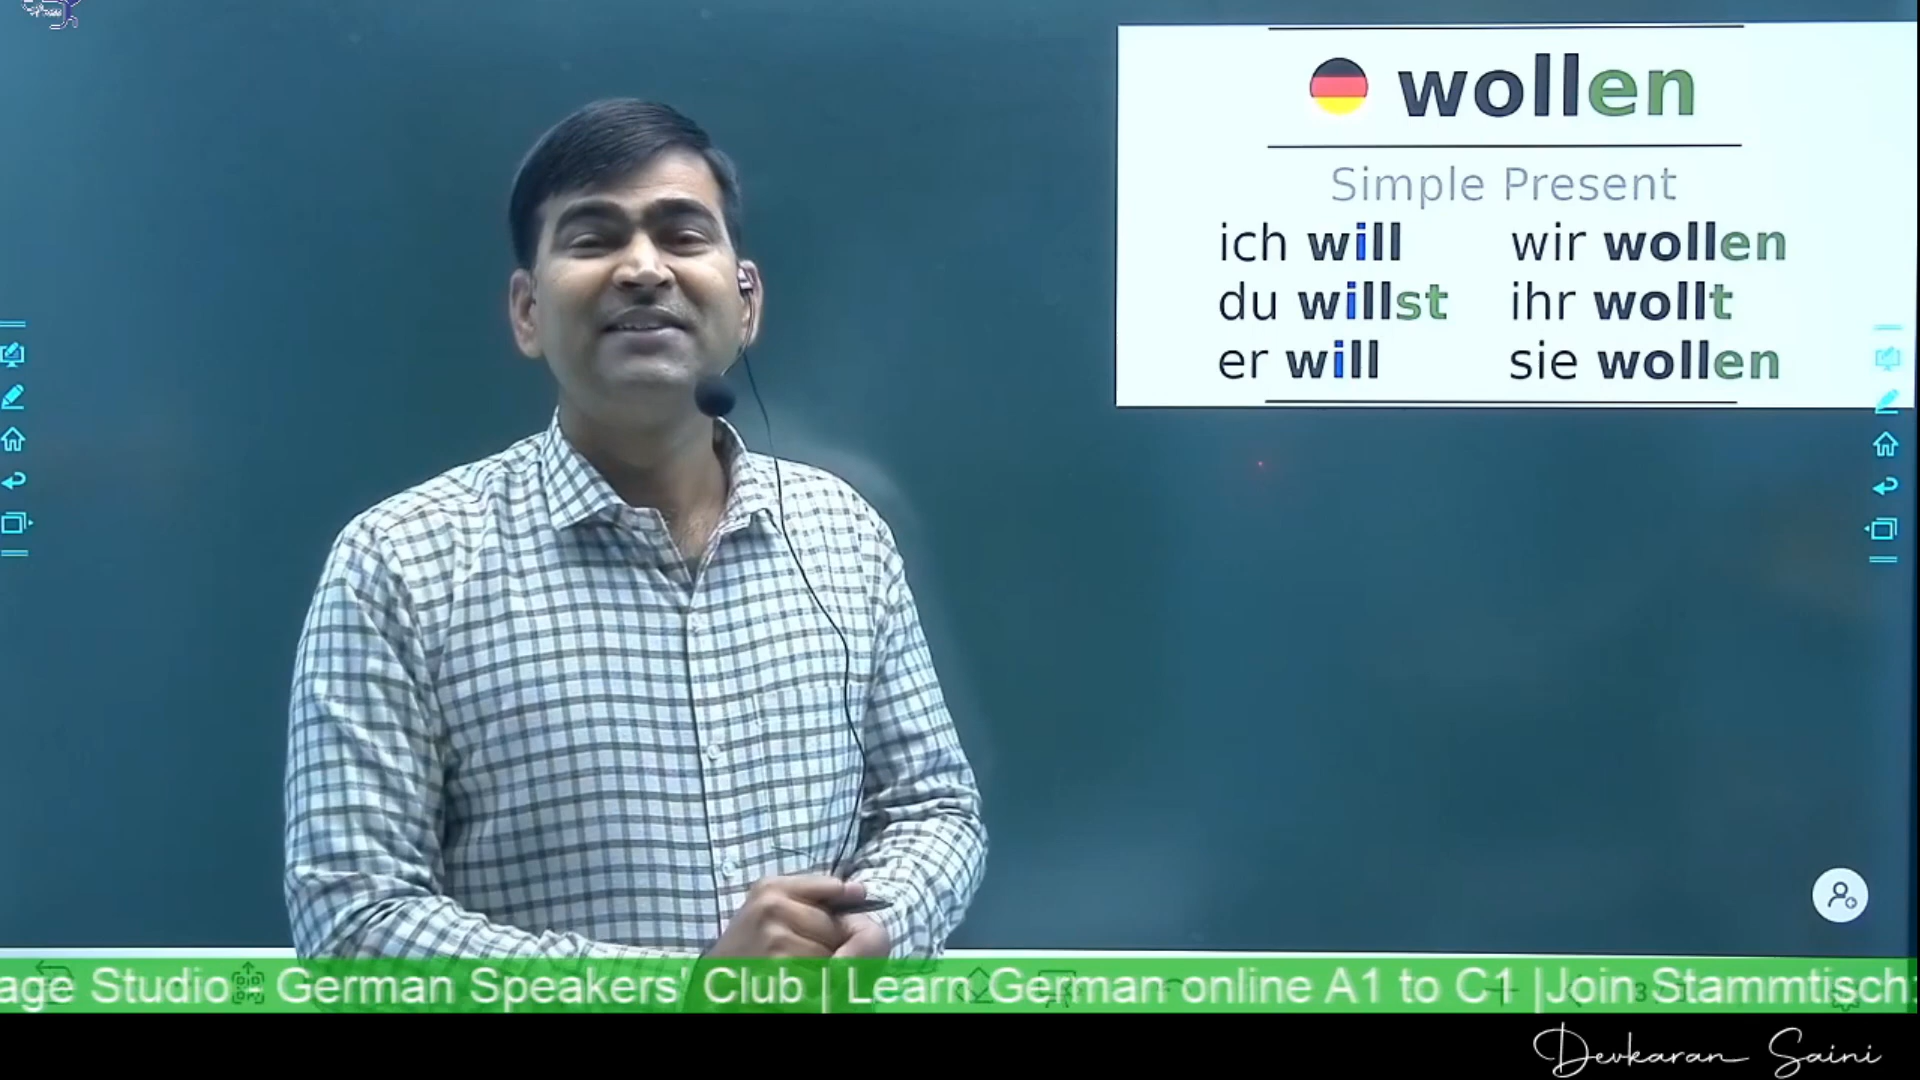 wollen
Simple Present
ich will wir wollen
du willst ihr wollt
er will sie wollen
age Studio German Speakers' Club | Learn German online A1 to C1 |Join Stammtisch:
Devkaran Saini